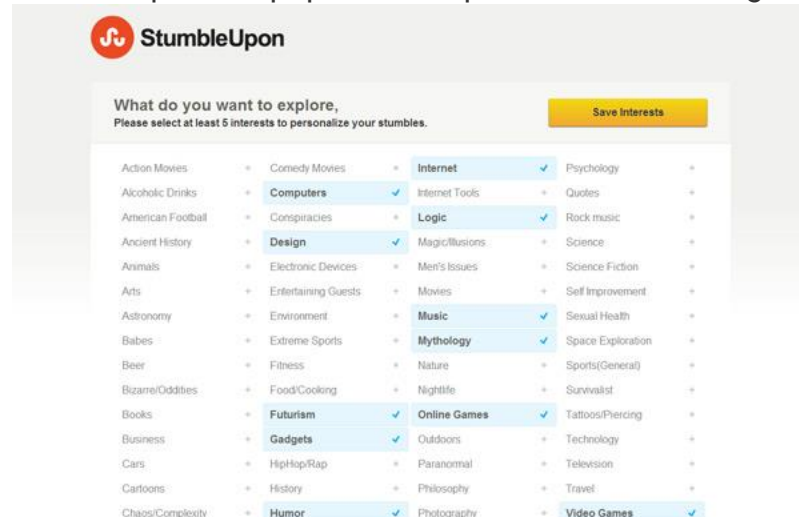 StumbleUpon
What do you want to explore,
Please select at least 5 interests to personalize your stumbles.
Save Interests
Action Movies + Comedy Movies + Internet ✓ Psychology +
Alcoholic Drinks + Computers ✓ Internet Tools + Quotes +
American Football + Conspiracies + Logic ✓ Rock music +
Ancient History + Design ✓ Magic/Illusions + Science +
Animals + Electronic Devices + Men's Issues + Science Fiction +
Arts + Entertaining Guests + Movies + Self Improvement +
Astronomy + Environment + Music ✓ Sexual Health +
Babes + Extreme Sports + Mythology ✓ Space Exploration +
Beer + Fitness + Nature + Sports(General) +
Bizarre/Oddities + Food/Cooking + Nightlife + Survivalist +
Books + Futurism ✓ Online Games ✓ Tattoos/Piercing +
Business + Gadgets ✓ Outdoors + Technology +
Cars + HipHop/Rap + Paranormal + Television +
Cartoons + History + Philosophy + Travel +
Chaos/Complexity + Humor ✓ Photography + Video Games ✓